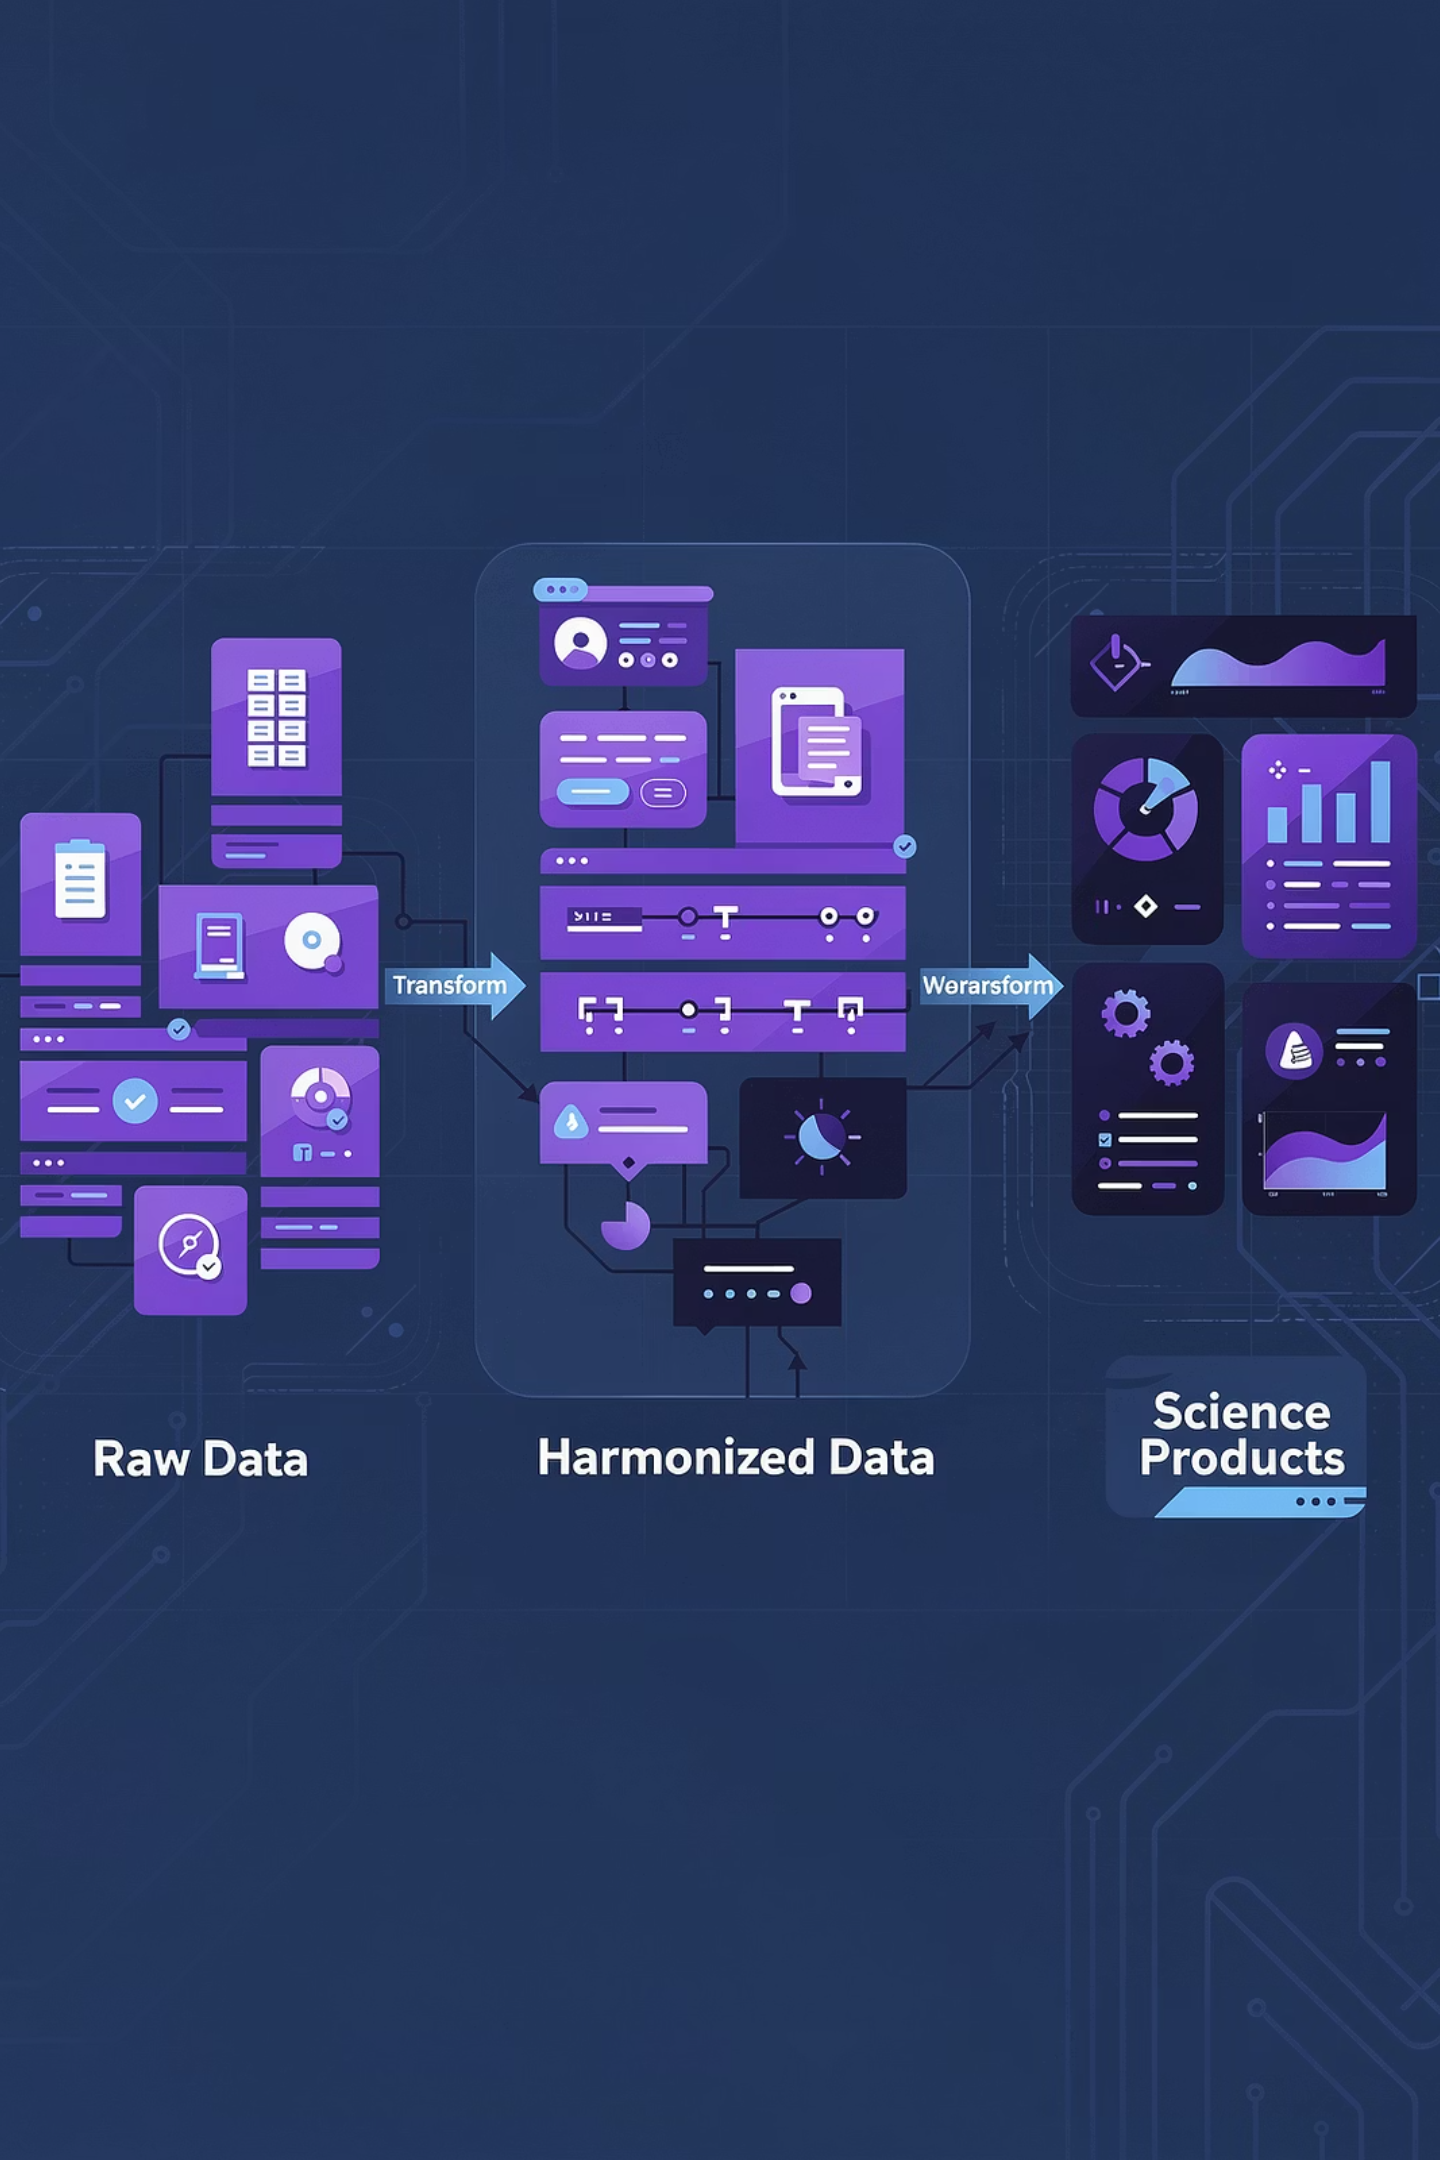 Transform
Werarsform
Raw Data
Harmonized Data
Science
Products